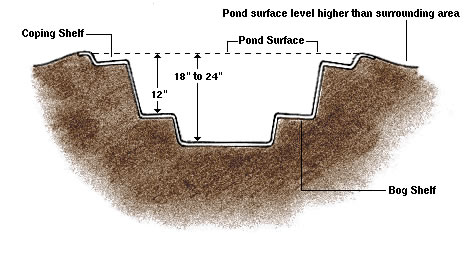 Pond surface level higher than surrounding area
Coping Shelf
Pond Surface
18" to 24"
12"
Bog Shelf